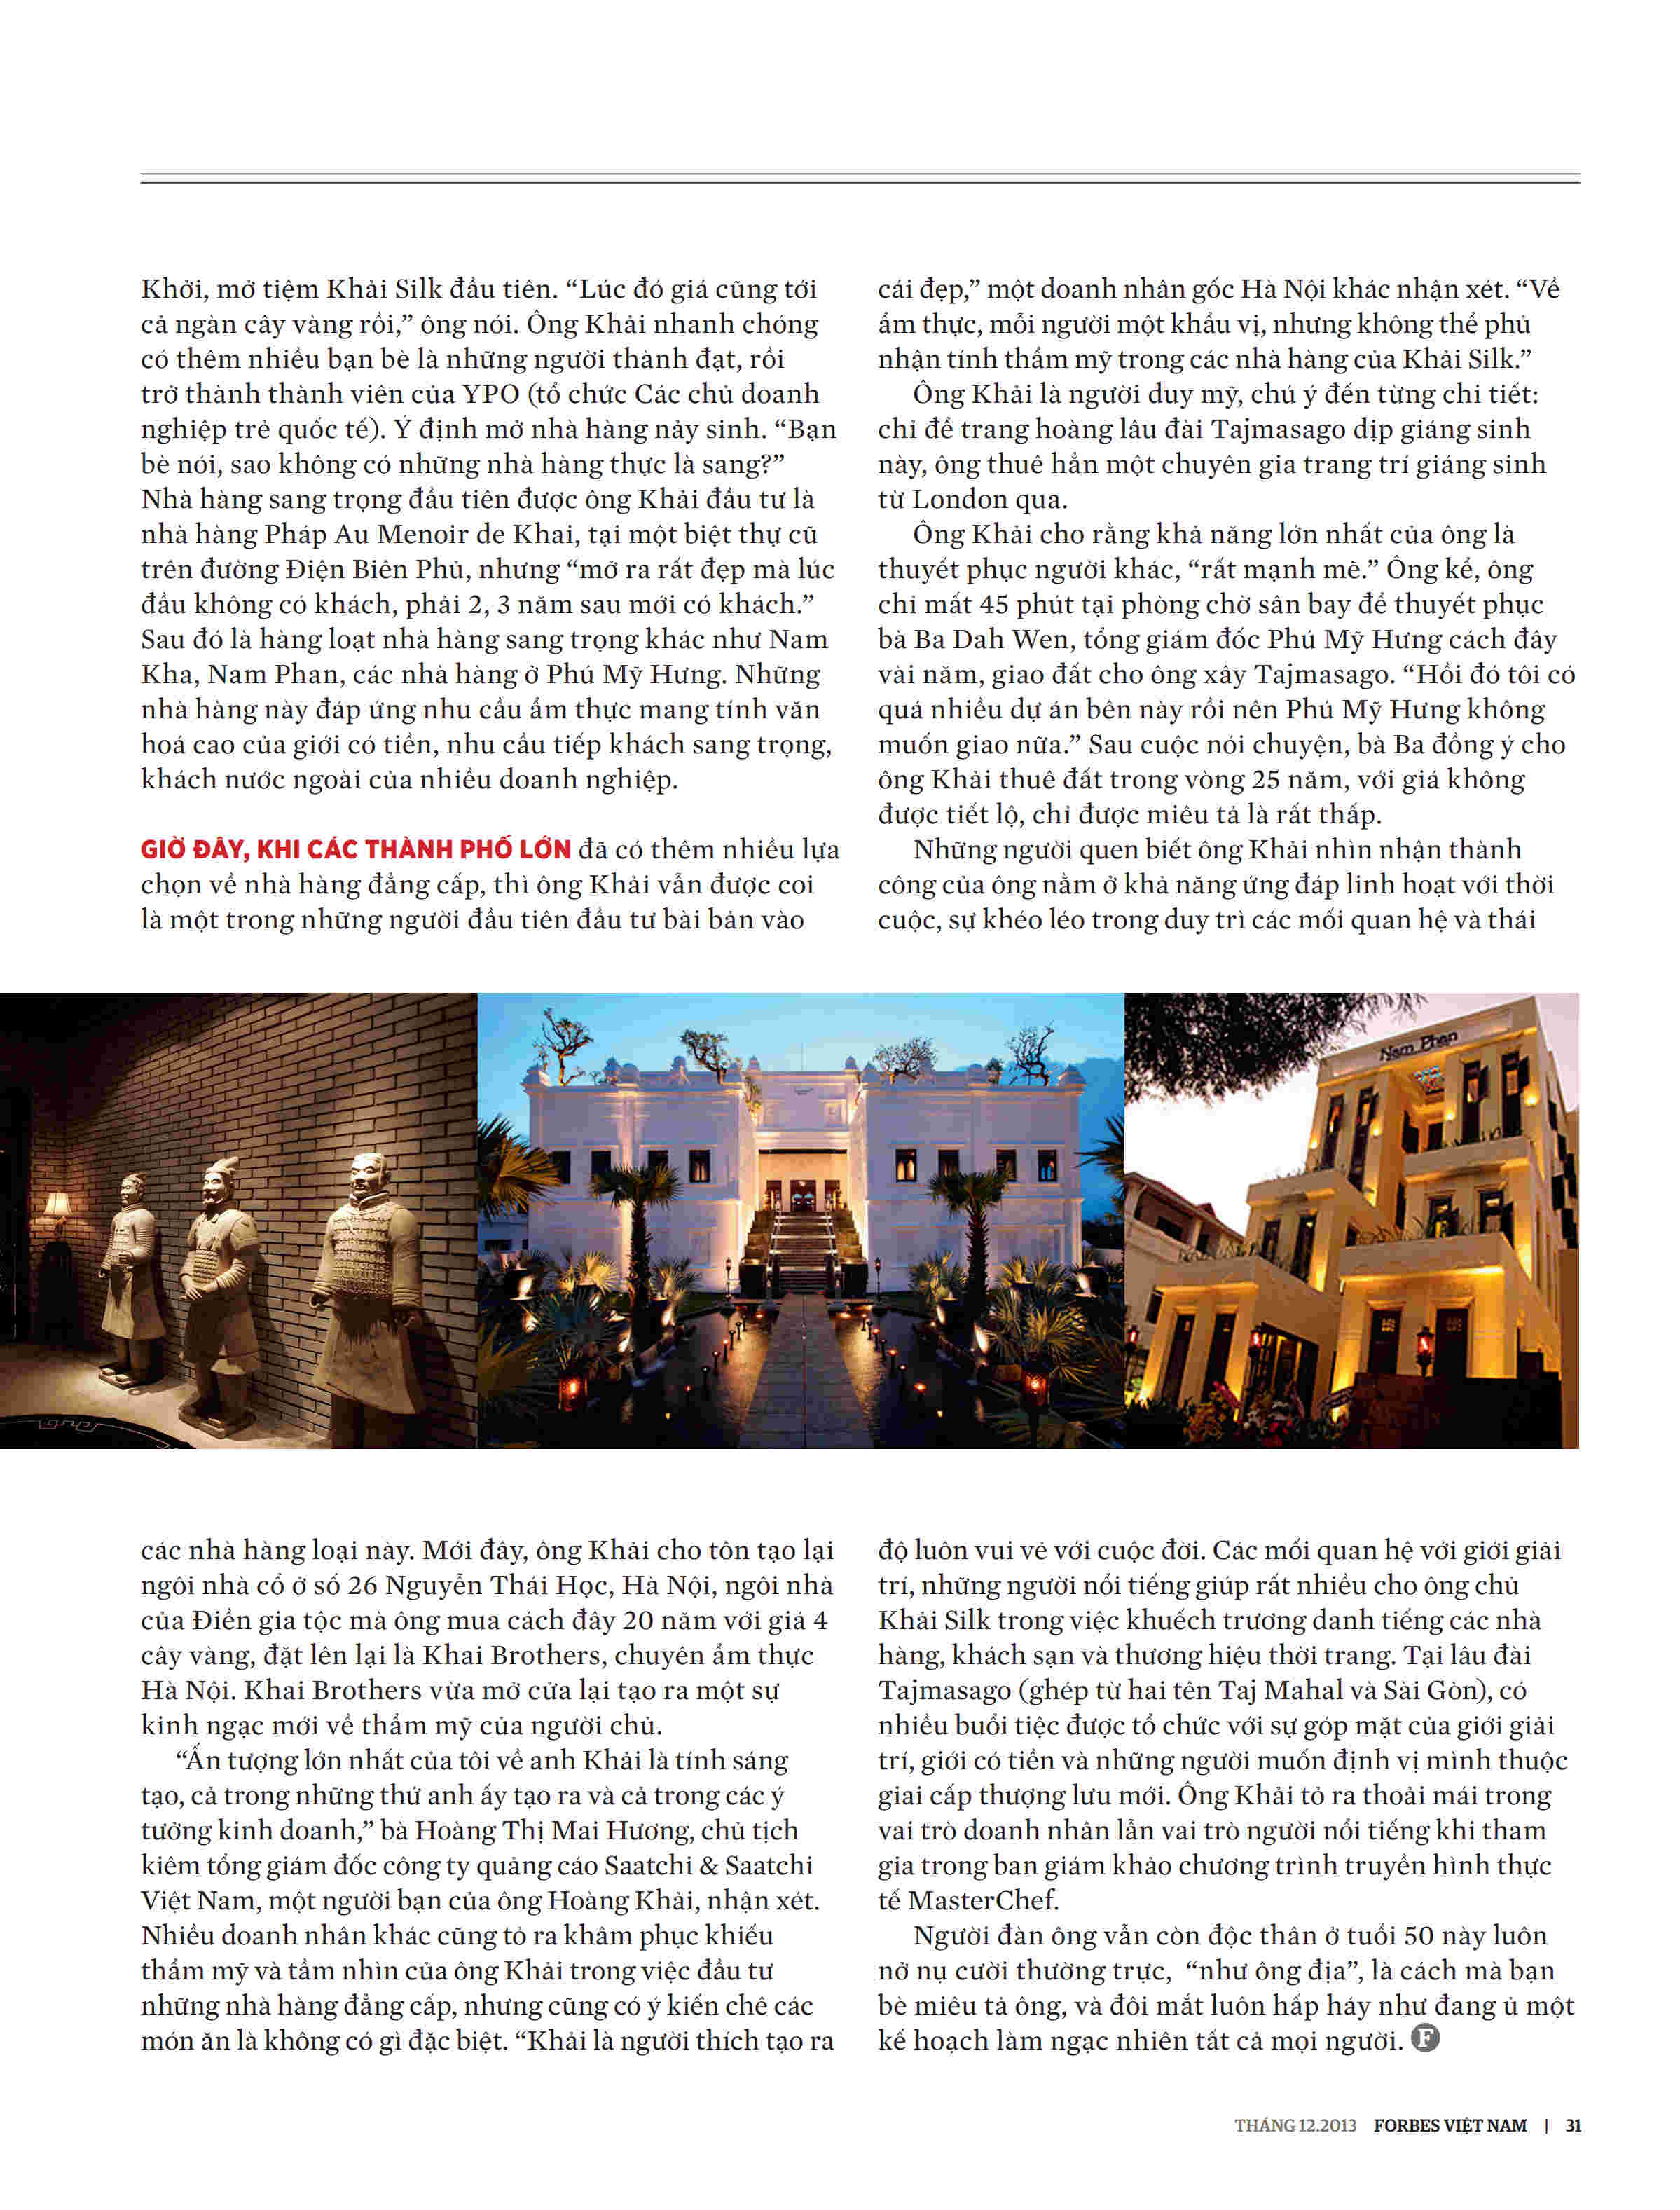 Khởi, mở tiệm Khải Silk đầu tiên. “Lúc đó giá cũng tới
cả ngàn cây vàng rồi,” ông nói. Ông Khải nhanh chóng
có thêm nhiều bạn bè là những người thành đạt, rồi
trở thành thành viên của YPO (tổ chức Các chủ doanh
nghiệp trẻ quốc tế). Ý định mở nhà hàng nảy sinh. “Bạn
bè nói, sao không có những nhà hàng thực là sang?”
Nhà hàng sang trọng đầu tiên được ông Khải đầu tư là
nhà hàng Pháp Au Menoir de Khai, tại một biệt thự cũ
trên đường Điện Biên Phủ, nhưng “mở ra rất đẹp mà lúc
đầu không có khách, phải 2, 3 năm sau mới có khách.”
Sau đó là hàng loạt nhà hàng sang trọng khác như Nam
Kha, Nam Phan, các nhà hàng ở Phú Mỹ Hưng. Những
nhà hàng này đáp ứng nhu cầu ẩm thực mang tính văn
hoá cao của giới có tiền, nhu cầu tiếp khách sang trọng,
khách nước ngoài của nhiều doanh nghiệp.
GIỜ ĐÂY, KHI CÁC THÀNH PHỐ LỚN đã có thêm nhiều lựa
chọn về nhà hàng đẳng cấp, thì ông Khải vẫn được coi
là một trong những người đầu tiên đầu tư bài bản vào
các nhà hàng loại này. Mới đây, ông Khải cho tôn tạo lại
ngôi nhà cổ ở số 26 Nguyễn Thái Học, Hà Nội, ngôi nhà
của Điền gia tộc mà ông mua cách đây 20 năm với giá 4
cây vàng, đặt lên lại là Khai Brothers, chuyên ẩm thực
Hà Nội. Khai Brothers vừa mở cửa lại tạo ra một sự
kinh ngạc mới về thẩm mỹ của người chủ.
“Ấn tượng lớn nhất của tôi về anh Khải là tính sáng
tạo, cả trong những thứ anh ấy tạo ra và cả trong các ý
tưởng kinh doanh,” bà Hoàng Thị Mai Hương, chủ tịch
kiêm tổng giám đốc công ty quảng cáo Saatchi & Saatchi
Việt Nam, một người bạn của ông Hoàng Khải, nhận xét.
Nhiều doanh nhân khác cũng tỏ ra khâm phục khiếu
thẩm mỹ và tầm nhìn của ông Khải trong việc đầu tư
những nhà hàng đẳng cấp, nhưng cũng có ý kiến chê các
món ăn là không có gì đặc biệt. “Khải là người thích tạo ra
cái đẹp,” một doanh nhân gốc Hà Nội khác nhận xét. “Về
ẩm thực, mỗi người một khẩu vị, nhưng không thể phủ
nhận tính thẩm mỹ trong các nhà hàng của Khải Silk.”
Ông Khải là người duy mỹ, chú ý đến từng chi tiết:
chỉ để trang hoàng lâu đài Tajmasago dịp giáng sinh
này, ông thuê hẳn một chuyên gia trang trí giáng sinh
từ London qua.
Ông Khải cho rằng khả năng lớn nhất của ông là
thuyết phục người khác, “rất mạnh mẽ.” Ông kể, ông
chỉ mất 45 phút tại phòng chờ sân bay để thuyết phục
bà Ba Dah Wen, tổng giám đốc Phú Mỹ Hưng cách đây
vài năm, giao đất cho ông xây Tajmasago. “Hồi đó tôi có
quá nhiều dự án bên này rồi nên Phú Mỹ Hưng không
muốn giao nữa.” Sau cuộc nói chuyện, bà Ba đồng ý cho
ông Khải thuê đất trong vòng 25 năm, với giá không
được tiết lộ, chỉ được miêu tả là rất thấp.
Những người quen biết ông Khải nhìn nhận thành
công của ông nằm ở khả năng ứng đáp linh hoạt với thời
cuộc, sự khéo léo trong duy trì các mối quan hệ và thái
độ luôn vui vẻ với cuộc đời. Các mối quan hệ với giới giải
trí, những người nổi tiếng giúp rất nhiều cho ông chủ
Khải Silk trong việc khuếch trương danh tiếng các nhà
hàng, khách sạn và thương hiệu thời trang. Tại lâu đài
Tajmasago (ghép từ hai tên Taj Mahal và Sài Gòn), có
nhiều buổi tiệc được tổ chức với sự góp mặt của giới giải
trí, giới có tiền và những người muốn định vị mình thuộc
giai cấp thượng lưu mới. Ông Khải tỏ ra thoải mái trong
vai trò doanh nhân lẫn vai trò người nổi tiếng khi tham
gia trong ban giám khảo chương trình truyền hình thực
tế MasterChef.
Người đàn ông vẫn còn độc thân ở tuổi 50 này luôn
nở nụ cười thường trực, “như ông địa”, là cách mà bạn
bè miêu tả ông, và đôi mắt luôn hấp háy như đang ủ một
kế hoạch làm ngạc nhiên tất cả mọi người. F
Nam Phan
THÁNG 12.2013 FORBES VIỆT NAM | 31